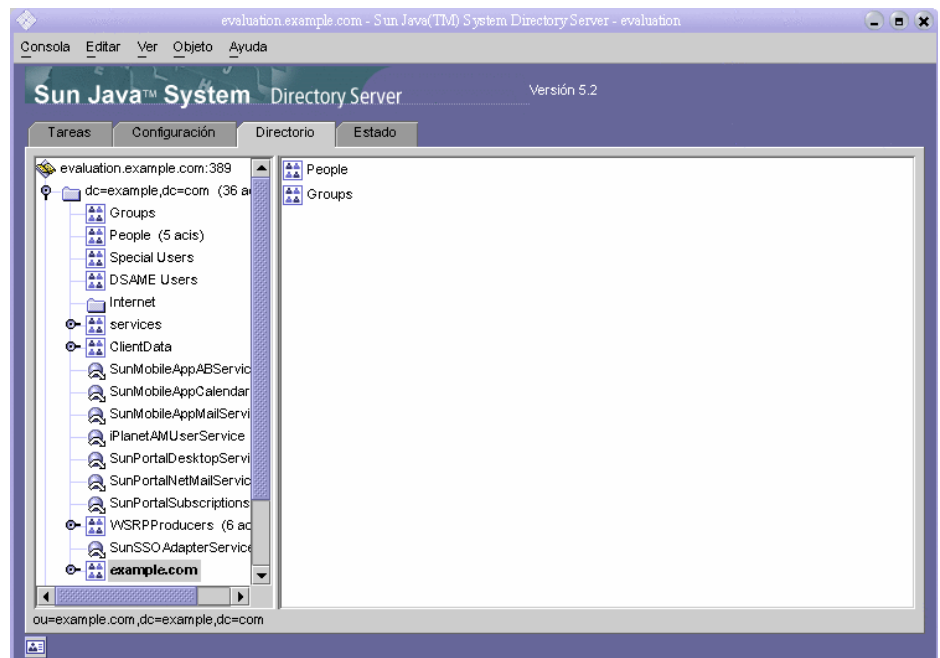 evaluation.example.com - Sun Java(TM) System Directory Server - evaluation
Consola Editar Ver Objeto Ayuda
Sun Java™ System Directory Server Versión 5.2
Tareas Configuración Directorio Estado
evaluation.example.com:389
dc=example,dc=com (36 a
Groups
People (5 acis)
Special Users
DSAME Users
Internet
services
ClientData
SunMobileAppABServic
SunMobileAppCalendar
SunMobileAppMailServi
iPlanetAMUserService
SunPortalDesktopServi
SunPortalNetMailServic
SunPortalSubscriptions
WSRPProducers (6 ac
SunSSOAdapterService
example.com
People
Groups
ou=example.com,dc=example,dc=com